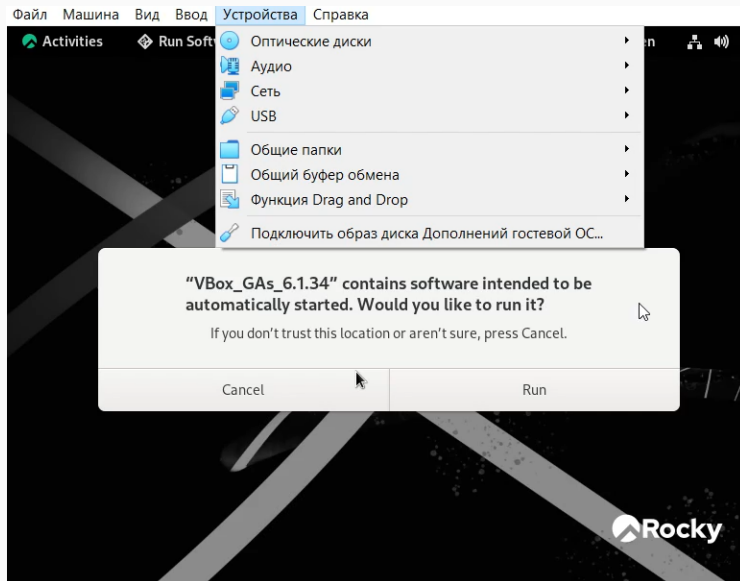 Файл Машина Вид Ввод Устройства Справка
Activities Run Soft en
Оптические диски
Аудио
Сеть
USB
Общие папки
Общий буфер обмена
Функция Drag and Drop
Подключить образ диска Дополнений гостевой ОС...
“VBox_GAs_6.1.34” contains software intended to be
automatically started. Would you like to run it?
If you don’t trust this location or aren’t sure, press Cancel.
Cancel Run
Rocky